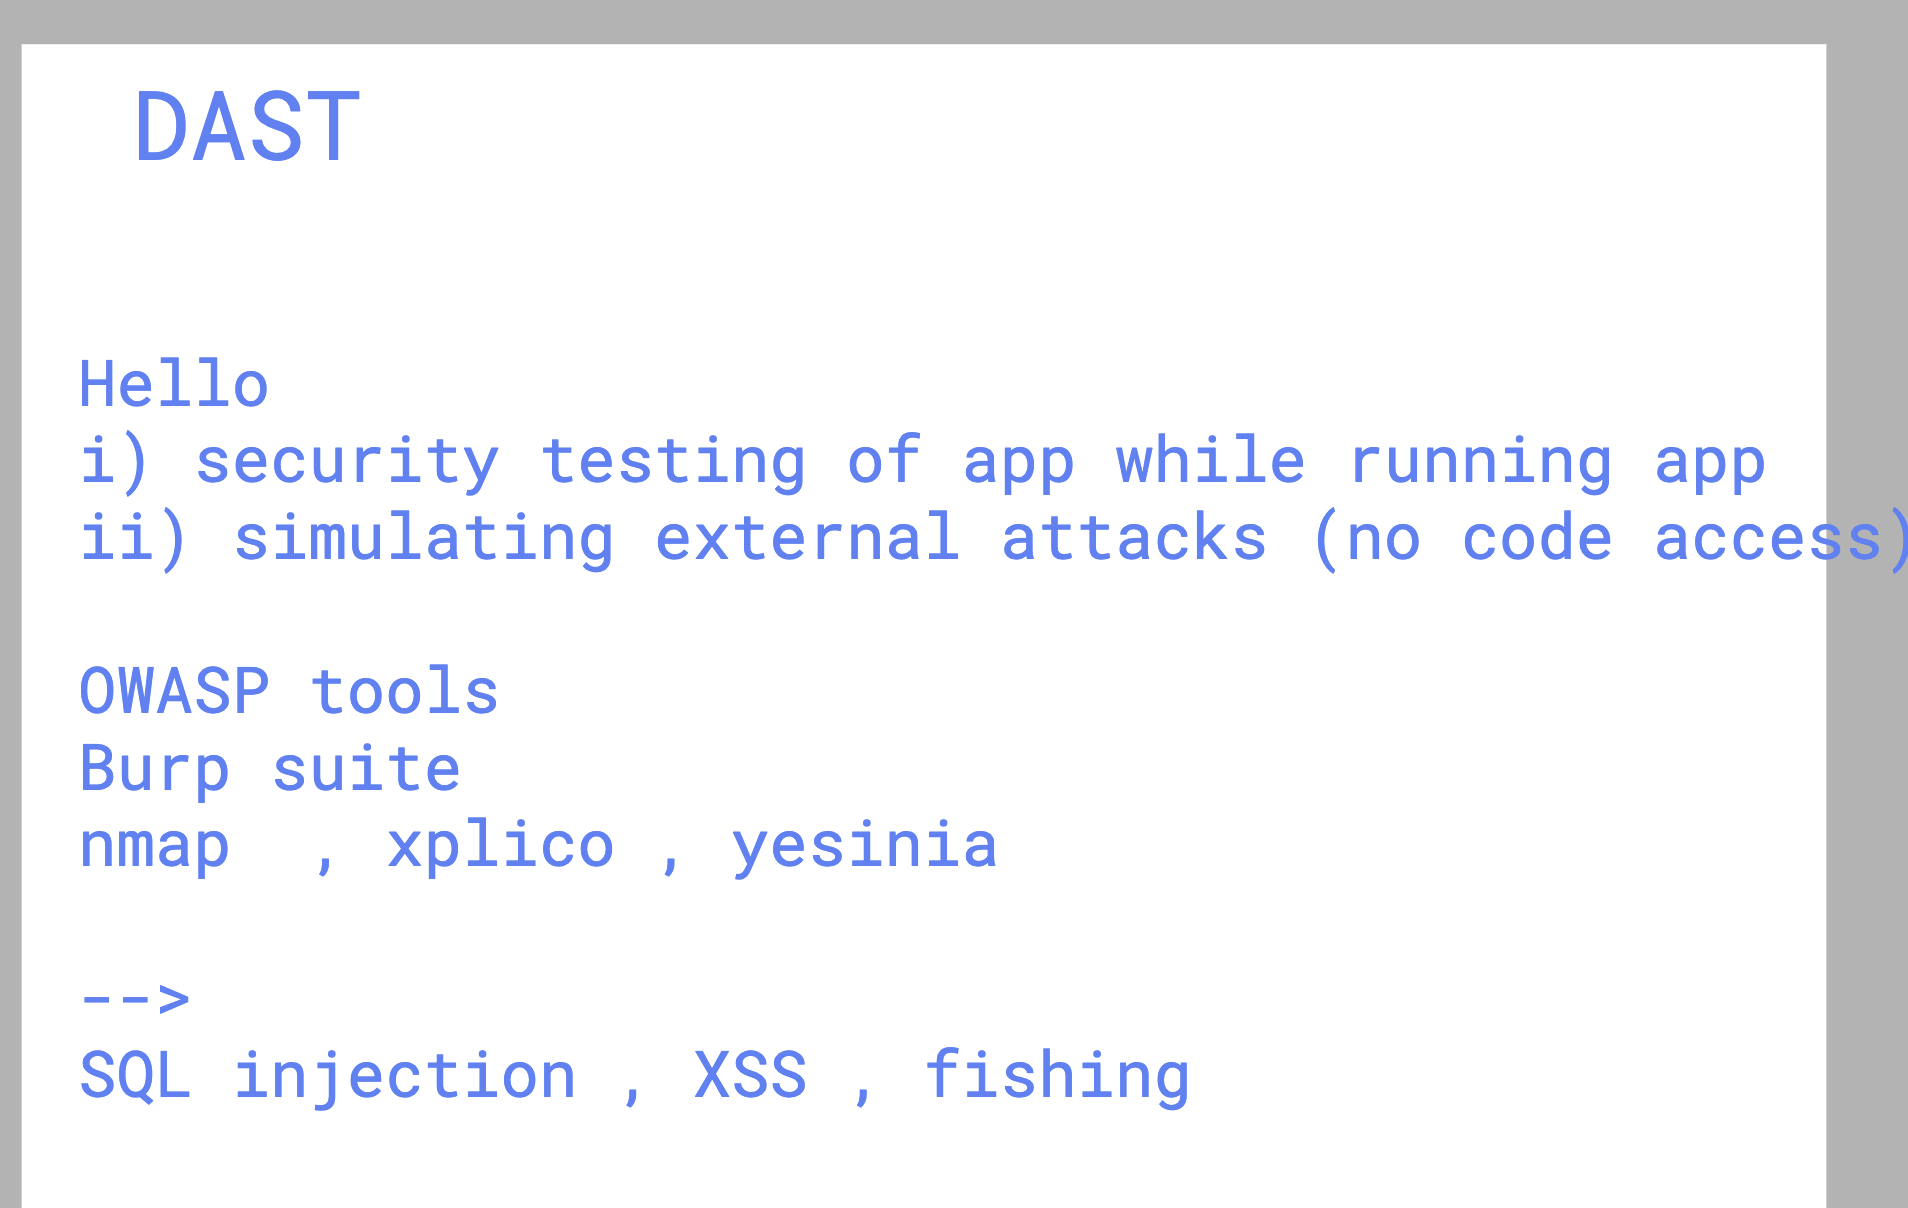 DAST
Hello
i) security testing of app while running app
ii) simulating external attacks (no code access)
OWASP tools
Burp suite
nmap  , xplico , yesinia
-->
SQL injection , XSS , fishing